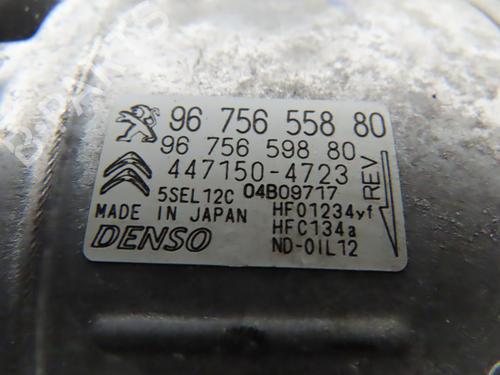 96 756 558 80
96 756 598 80
447150-4723
5SEL12C 04B09717
MADE IN JAPAN HFO1234yf
HFC134a
DENSO ND-OIL12
REV